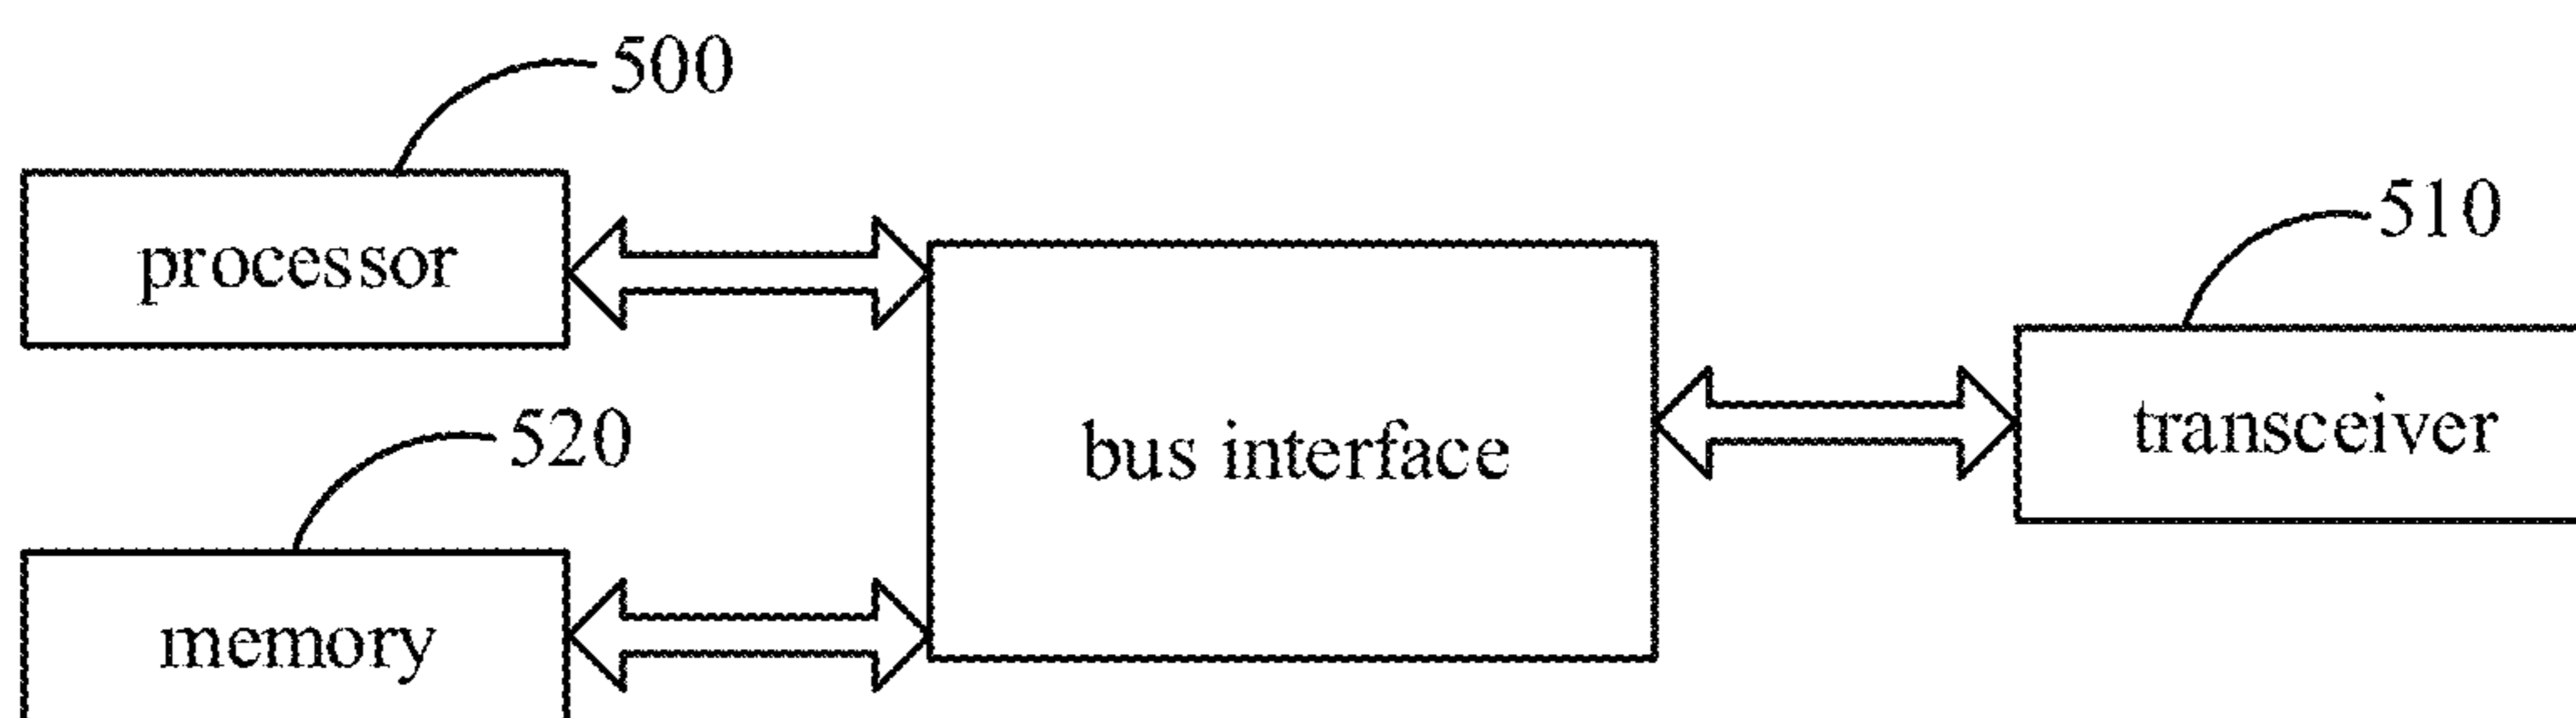 500
processor
510
transceiver
bus interface
520
memory